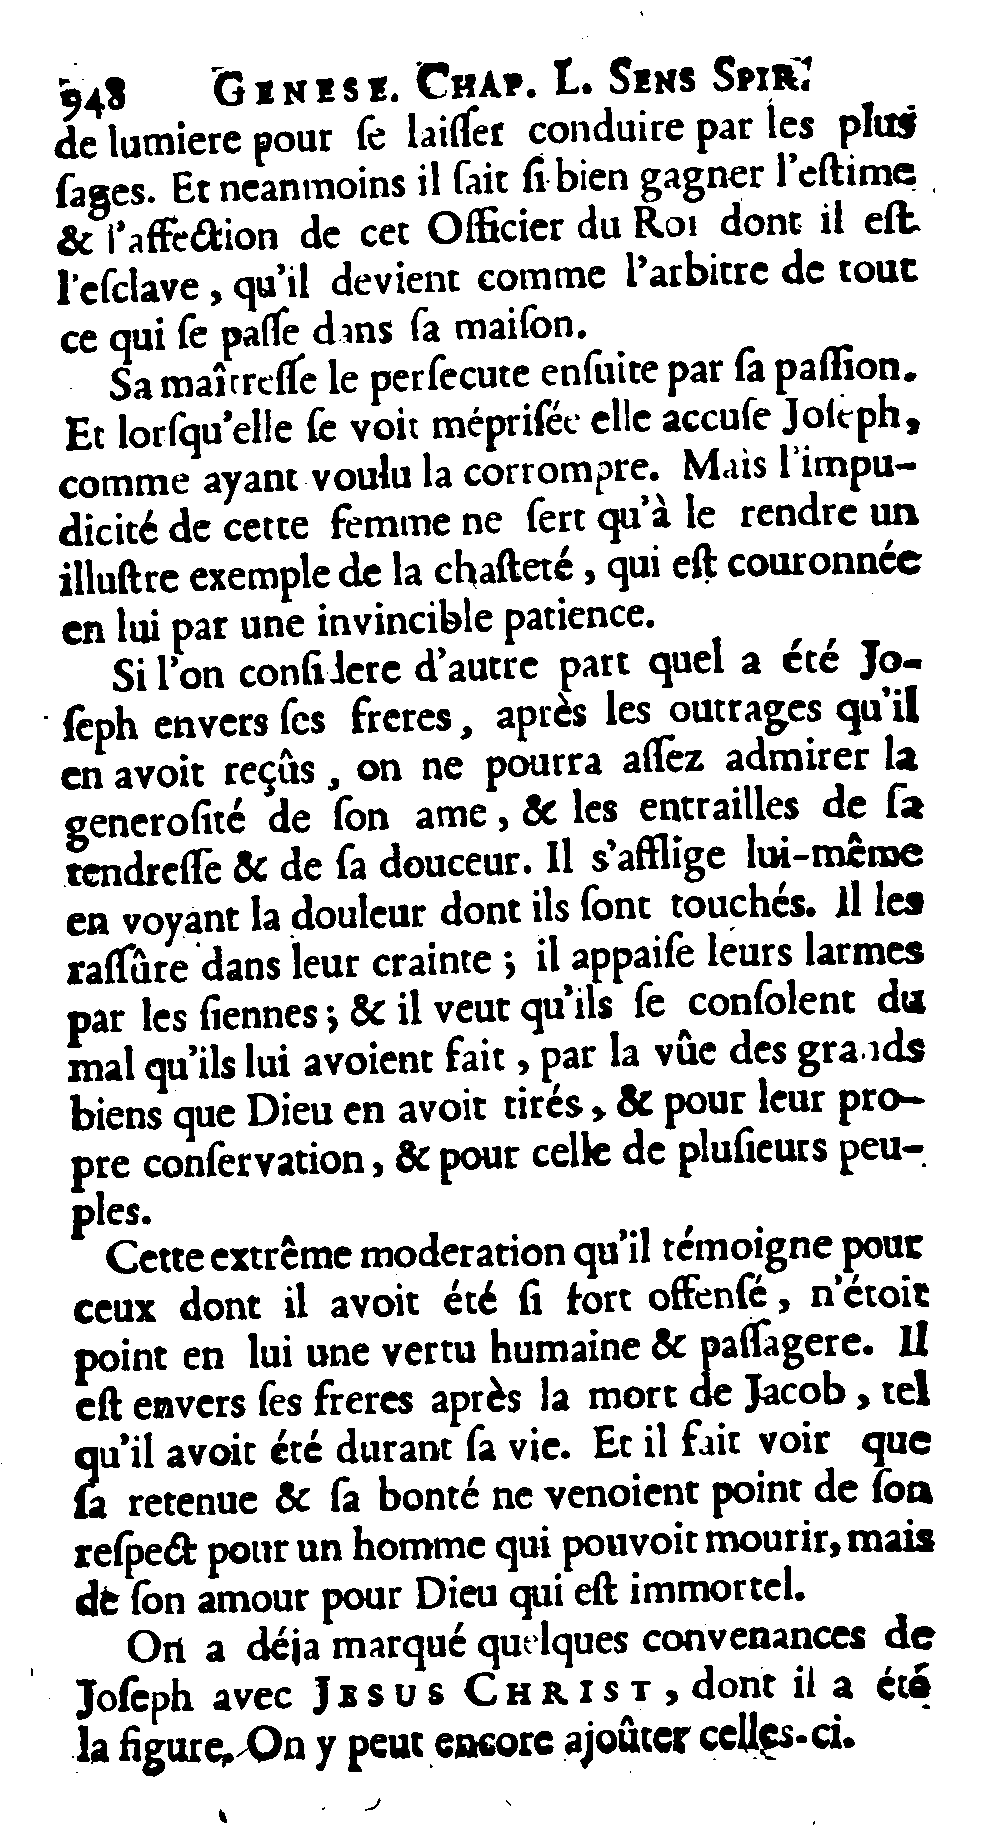 948 GENESE. CHAP. L. SENS SPIR.
de lumiere pour ſe laiſſer conduire par les plus
ſages. Et neanmoins il ſait ſi bien gagner l'eſtime
& l'affection de cet Officier du Roi dont il eſt
l'eſclave, qu'il devient comme l'arbitre de tout
ce qui ſe paſſe dans ſa maiſon.
Sa maîtreſſe le perſecute enſuite par ſa paſſion.
Et lorſqu'elle ſe voit mépriſée elle accuſe Joſeph,
comme ayant voulu la corrompre. Mais l'impu-
dicité de cette femme ne ſert qu'à le rendre un
illuſtre exemple de la chaſteté, qui eſt couronnée
en lui par une invincible patience.
Si l'on conſidere d'autre part quel a été Jo-
ſeph envers ſes freres, après les outrages qu'il
en avoit reçûs, on ne pourra aſſez admirer la
generoſité de ſon ame, & les entrailles de ſa
tendreſſe & de ſa douceur. Il s'afflige lui-même
en voyant la douleur dont ils ſont touchés. Il les
raſſûre dans leur crainte; il appaiſe leurs larmes
par les ſiennes; & il veut qu'ils ſe conſolent du
mal qu'ils lui avoient fait, par la vûe des grands
biens que Dieu en avoit tirés, & pour leur pro-
pre conſervation, & pour celle de pluſieurs peu-
ples.
Cette extrême moderation qu'il témoigne pour
ceux dont il avoit été ſi fort offenſé, n'étoit
point en lui une vertu humaine & paſſagere. Il
eſt envers ſes freres après la mort de Jacob, tel
qu'il avoit été durant ſa vie. Et il fait voir que
ſa retenue & ſa bonté ne venoient point de ſon
reſpect pour un homme qui pouvoit mourir, mais
de ſon amour pour Dieu qui eſt immortel.
On a déja marqué quelques convenances de
Joſeph avec JESUS CHRIST, dont il a été
la figure. On y peut encore ajoûter celles-ci.